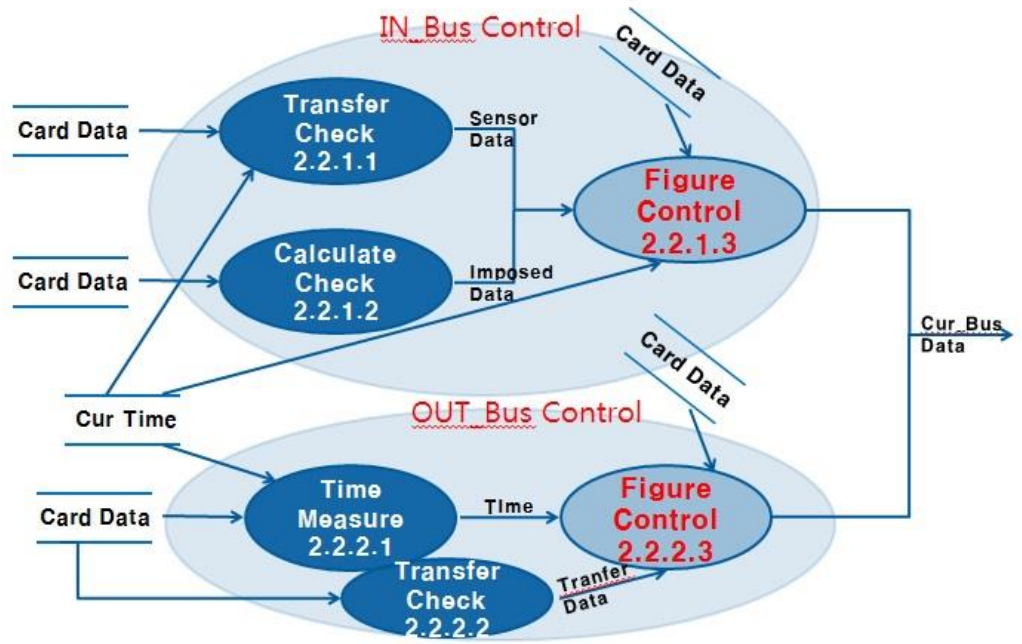 IN_Bus Control
Card Data
Transfer
Check
2.2.1.1
Sensor
Data
Card Data
Figure
Control
2.2.1.3
Card Data
Calculate
Check
2.2.1.2
Imposed
Data
Cur_Bus
Data
Cur Time
Card Data
OUT_Bus Control
Card Data
Time
Measure
2.2.2.1
Time
Figure
Control
2.2.2.3
Transfer
Check
2.2.2.2
Tranfer
Data